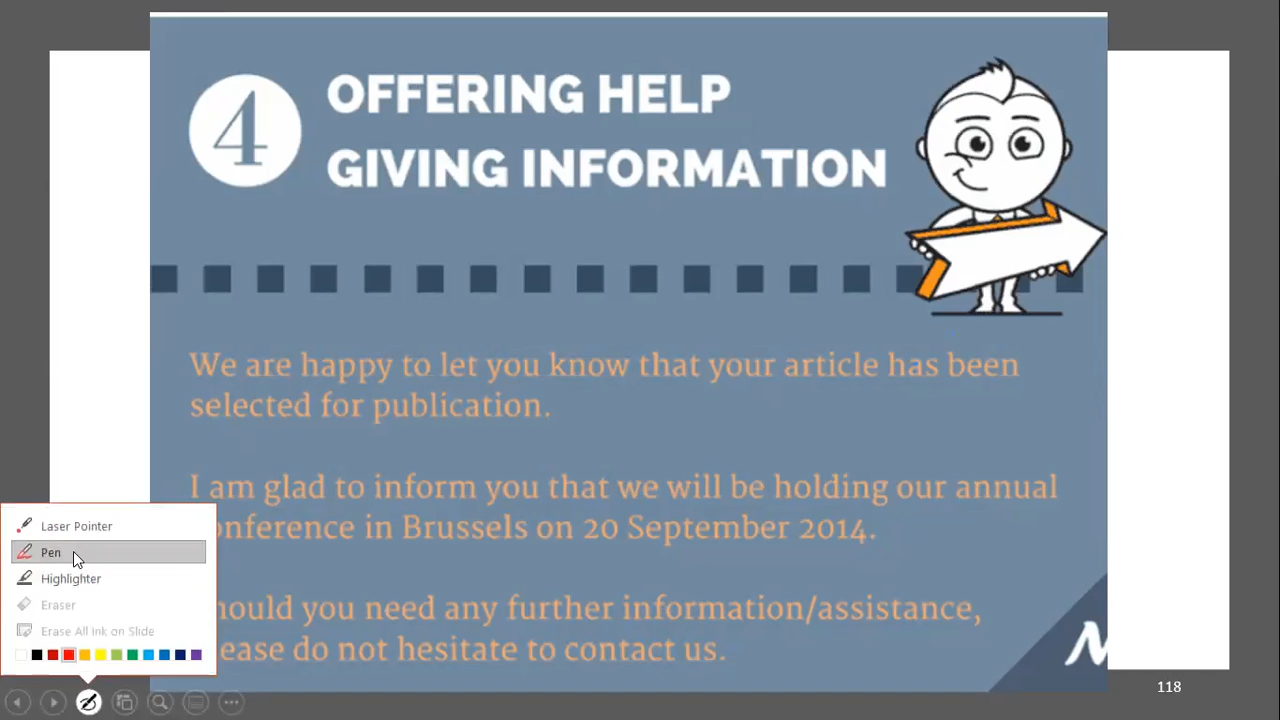 4
OFFERING HELP
GIVING INFORMATION
We are happy to let you know that your article has been
selected for publication.
I am glad to inform you that we will be holding our annual
onference in Brussels on 20 September 2014.
hould you need any further information/assistance,
ease do not hesitate to contact us.
Laser Pointer
Pen
Highlighter
Eraser
Erase All Ink on Slide
118